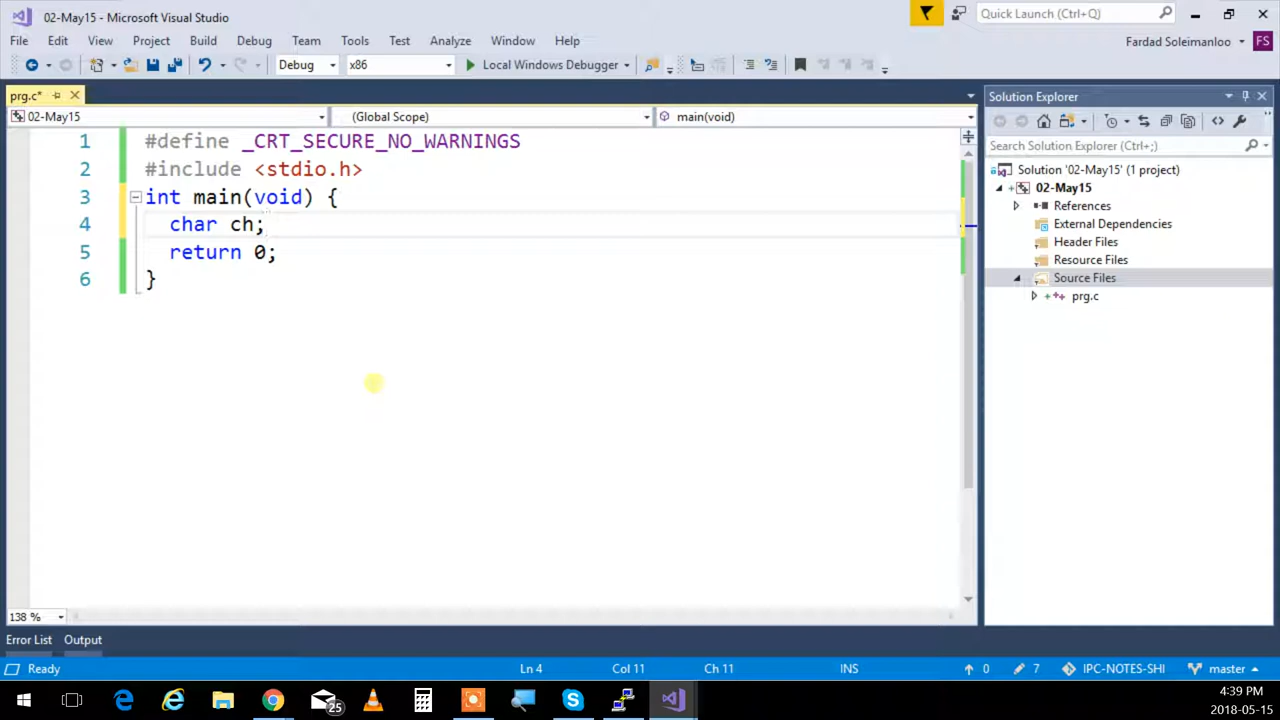 02-May15 - Microsoft Visual Studio
Quick Launch (Ctrl+Q)
File Edit View Project Build Debug Team Tools Test Analyze Window Help
Fardad Soleimanloo FS
Debug x86 Local Windows Debugger
prg.c*
Solution Explorer
02-May15 (Global Scope) main(void)
Search Solution Explorer (Ctrl+;)
1 #define _CRT_SECURE_NO_WARNINGS
2 #include <stdio.h>
3 int main(void) {
4 char ch;
5 return 0;
6 }
Solution '02-May15' (1 project)
02-May15
References
External Dependencies
Header Files
Resource Files
Source Files
prg.c
138 %
Error List Output
Ready Ln 4 Col 11 Ch 11 INS 0 7 IPC-NOTES-SHI master
25
4:39 PM
2018-05-15